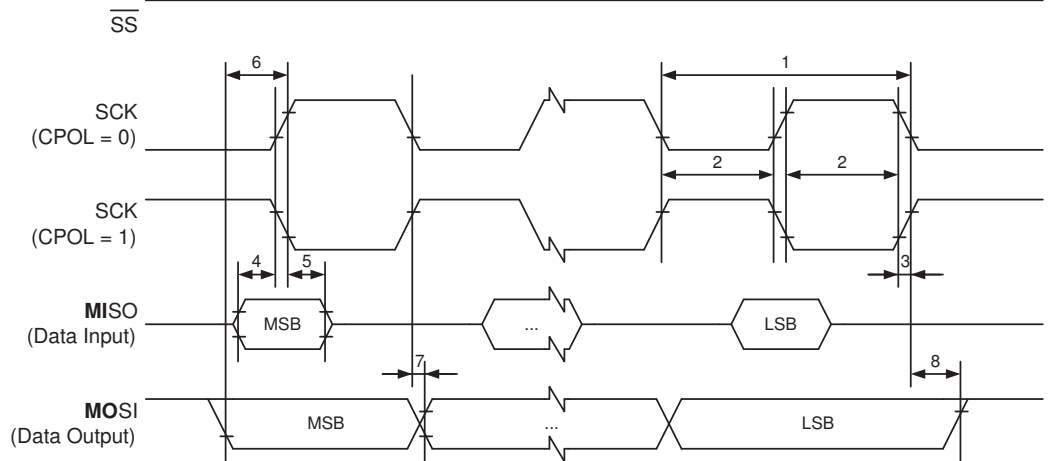 SS
6
1
SCK
(CPOL = 0)
2
2
SCK
(CPOL = 1)
4
5
3
MISO
(Data Input)
MSB
...
LSB
7
8
MOSI
(Data Output)
MSB
...
LSB